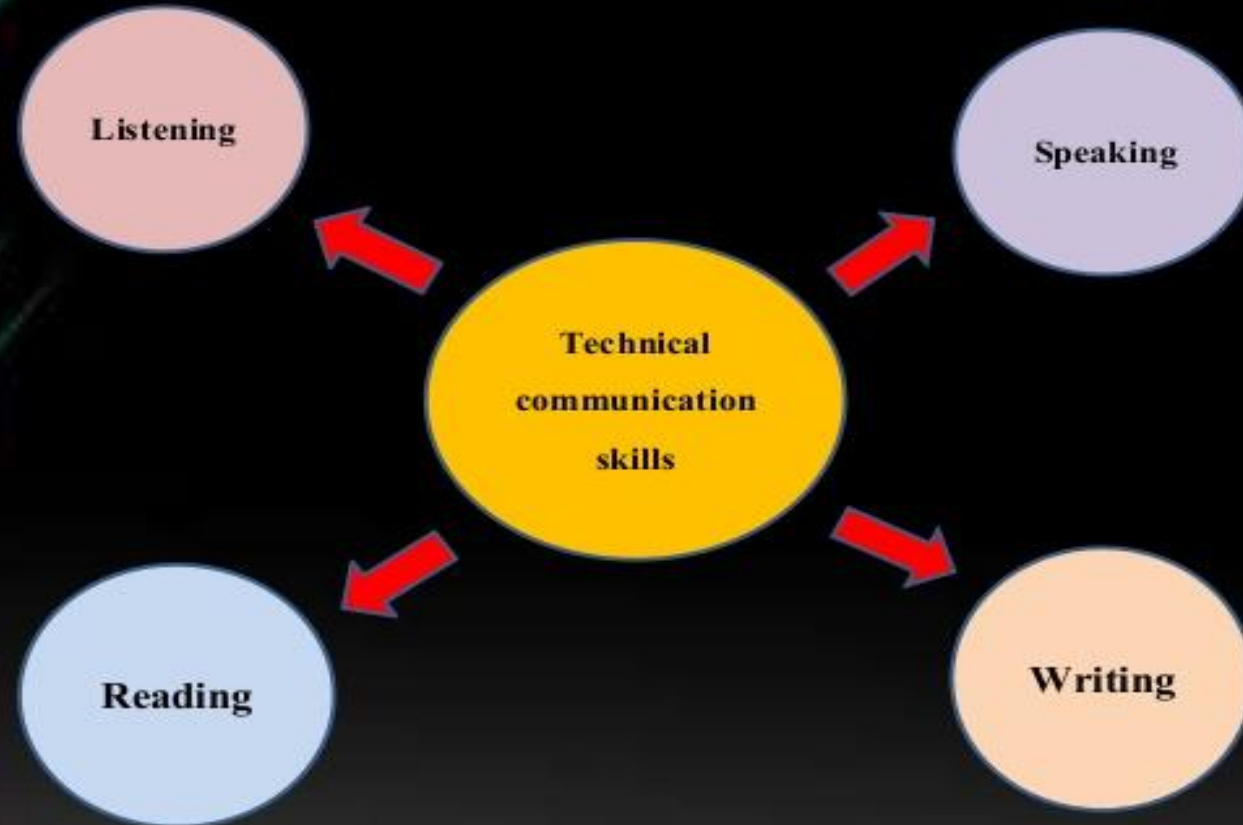 Listening
Speaking
Technical
communication
skills
Reading
Writing